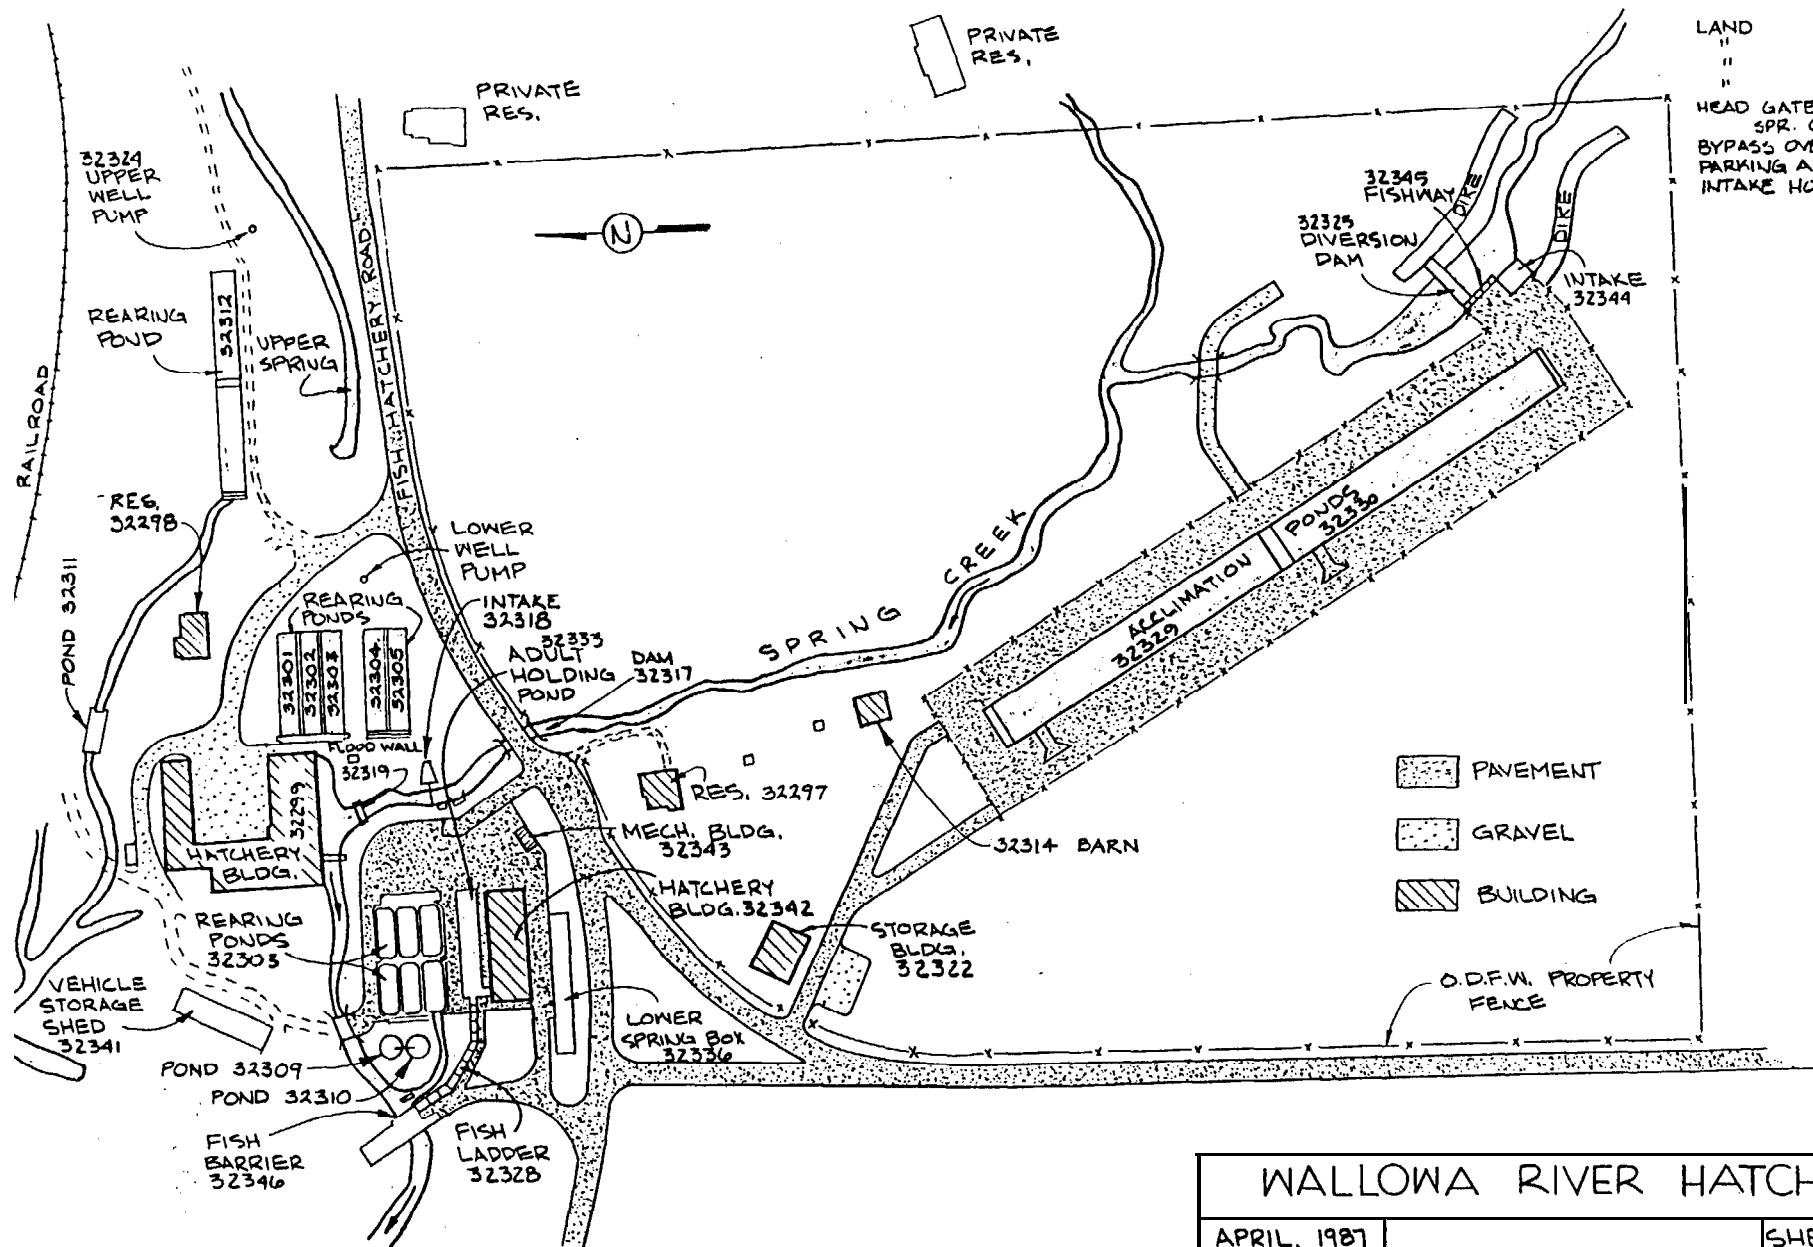 PRIVATE
RES.
PRIVATE
RES.
LAND
"
"
"
HEAD GATE
SPR.
BYPASS
PARKING
INTAKE
32324
UPPER
WELL
PUMP
N
32345
FISHWAY
DIKE
DIKE
32325
DIVERSION
DAM
INTAKE
32344
FISH HATCHERY ROAD
REARING
POND
32312
UPPER
SPRING
RAILROAD
RES.
32298
POND 32311
LOWER
WELL
PUMP
REARING
PONDS
32301
32302
32303
32304
32305
INTAKE
32318
32333
ADULT
HOLDING
POND
DAM
32317
SPRING CREEK
ACCLIMATION PONDS
32329
32330
FLOOD WALL
32319
32299
HATCHERY
BLDG.
RES. 32297
MECH. BLDG.
32343
32314 BARN
HATCHERY
BLDG. 32342
STORAGE
BLDG.
32322
PAVEMENT
GRAVEL
BUILDING
REARING
PONDS
32303
VEHICLE
STORAGE
SHED
32341
LOWER
SPRING BOX
32336
O.D.F.W. PROPERTY
FENCE
POND 32309
POND 32310
FISH
BARRIER
32346
FISH
LADDER
32328
WALLOWA RIVER HATCH
APRIL, 1987
SHE